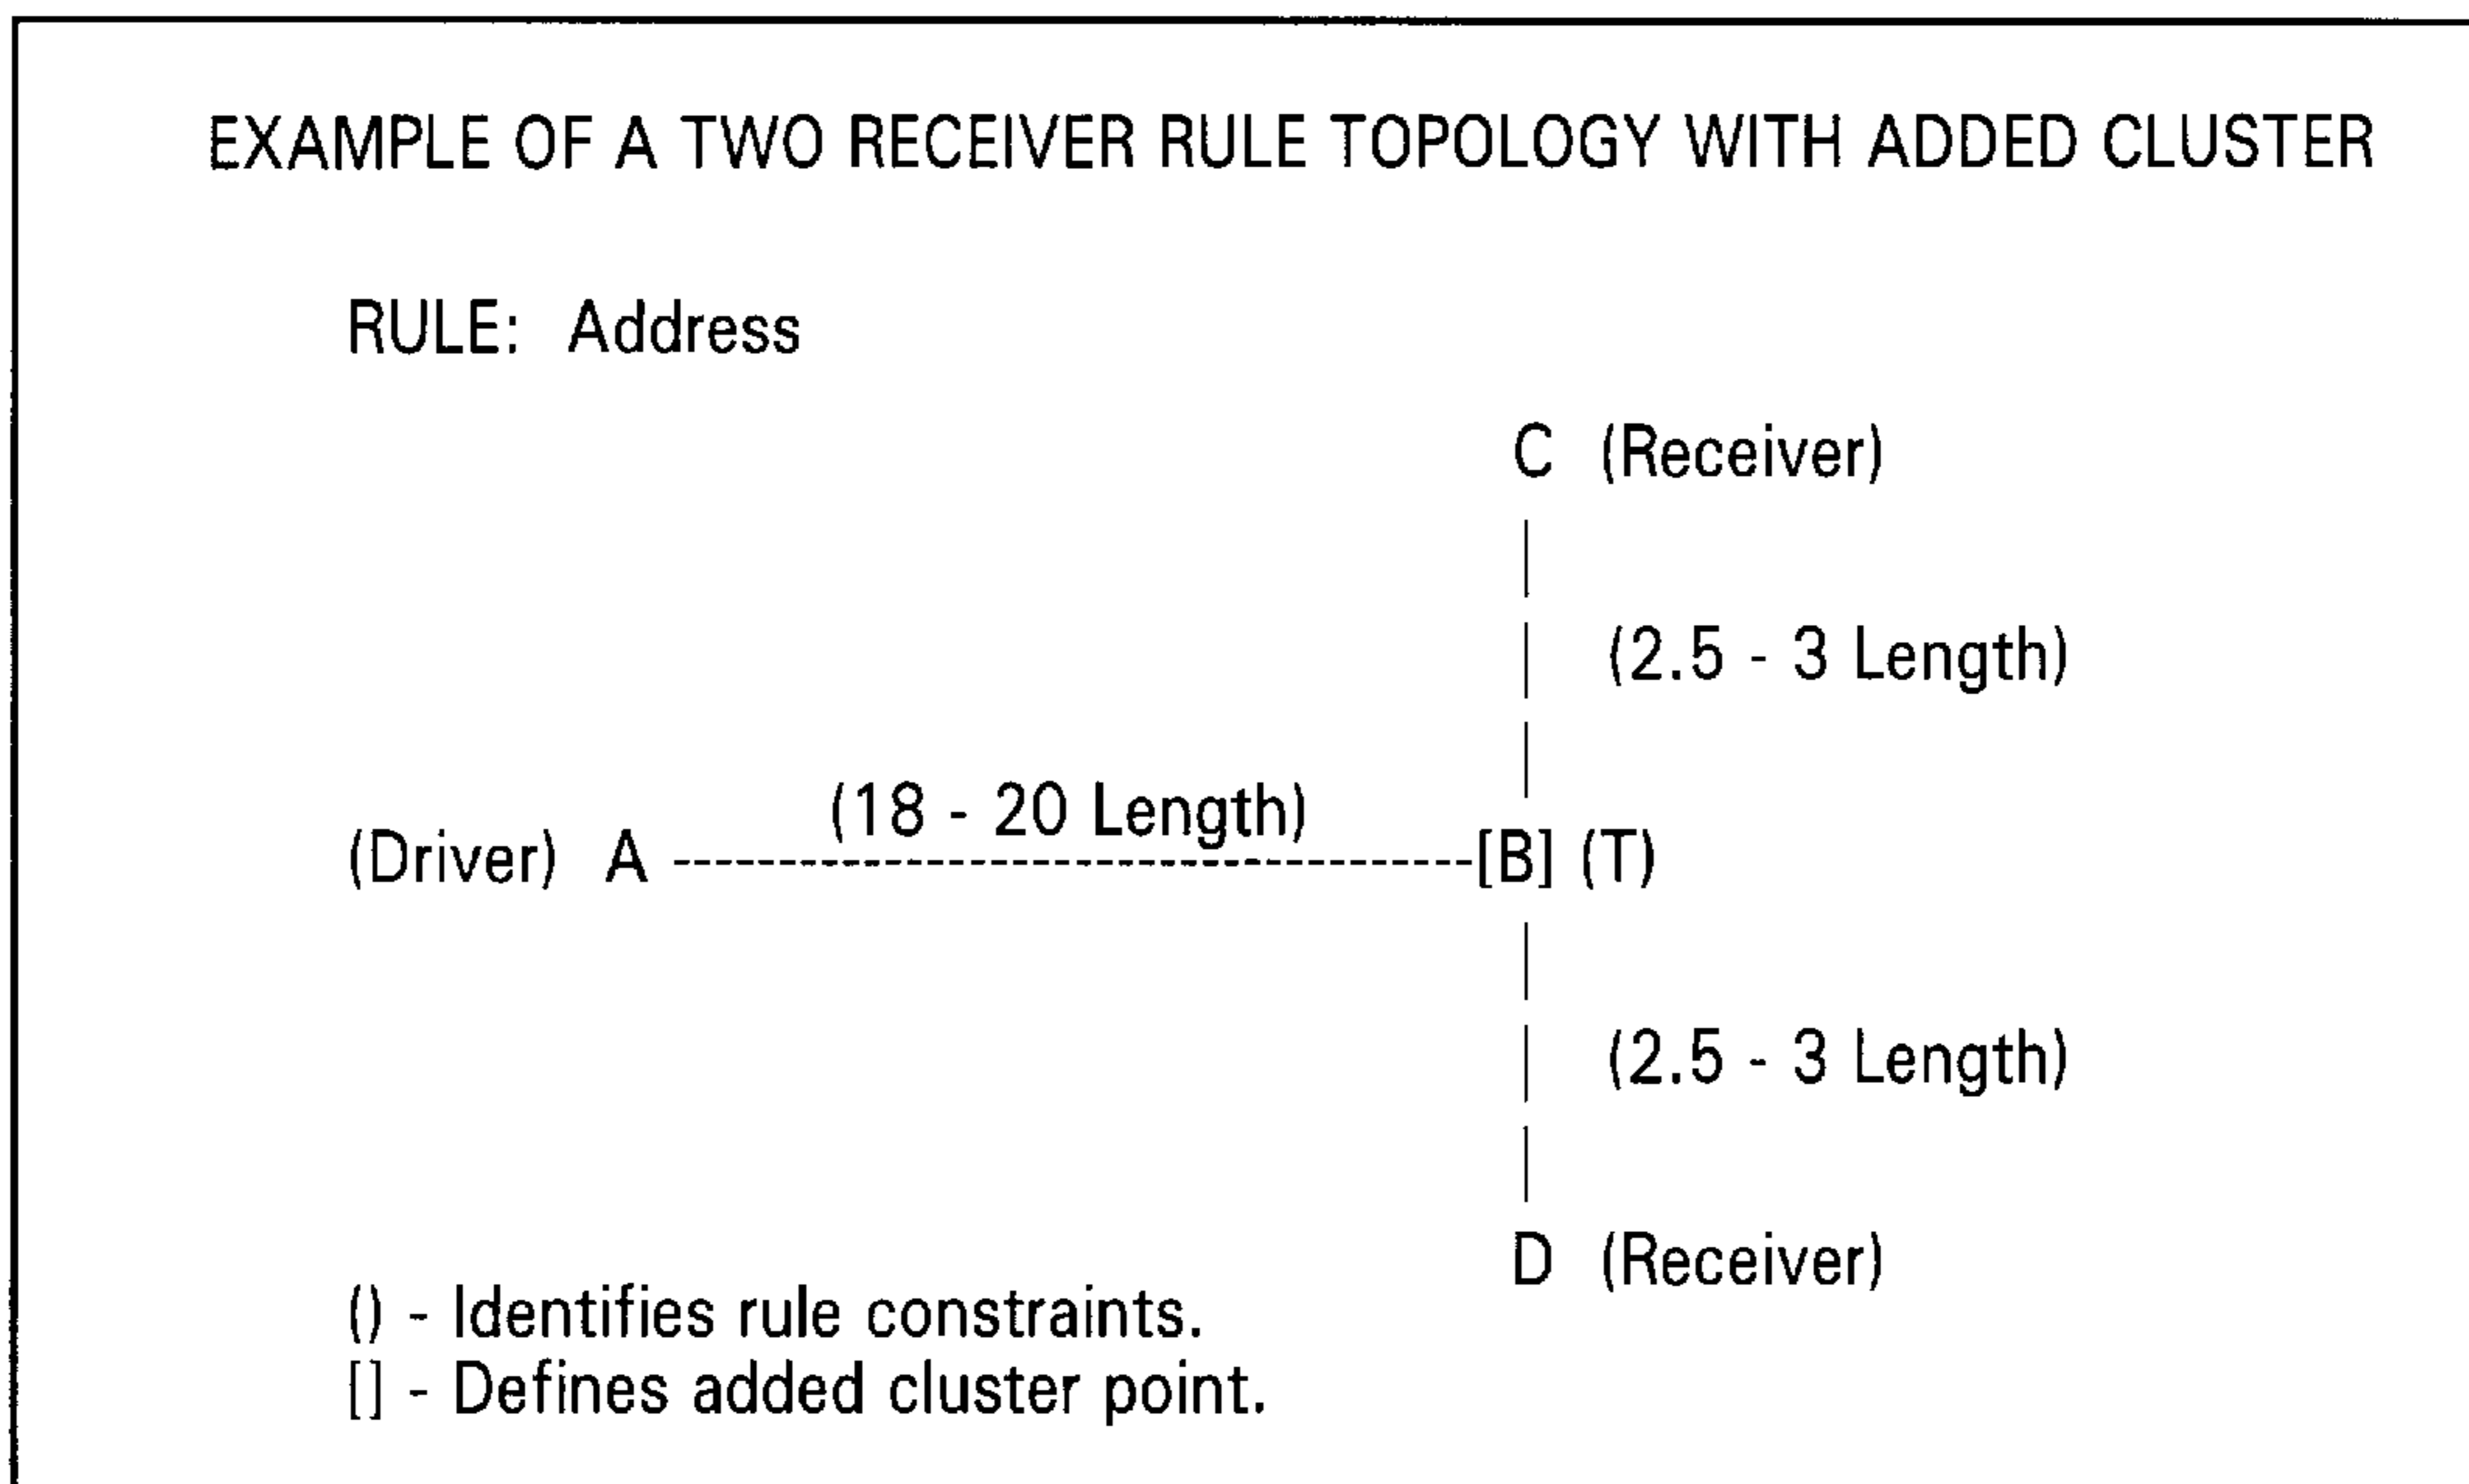 EXAMPLE OF A TWO RECEIVER RULE TOPOLOGY WITH ADDED CLUSTER
RULE: Address
C (Receiver)
(2.5 - 3 Length)
(18 - 20 Length)
(Driver) A [B] (T)
(2.5 - 3 Length)
D (Receiver)
() - Identifies rule constraints.
[] - Defines added cluster point.